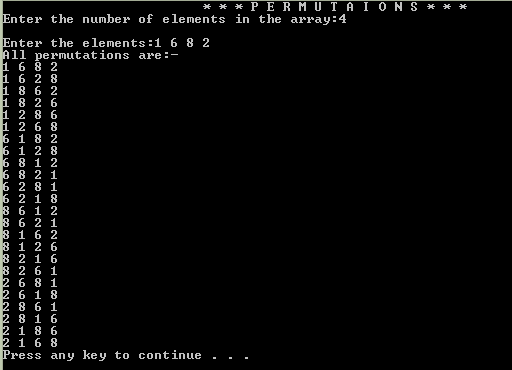 * * * P E R M U T A I O N S * * *
Enter the number of elements in the array:4
Enter the elements:1 6 8 2
All permutations are:-
1 6 8 2
1 6 2 8
1 8 6 2
1 8 2 6
1 2 8 6
1 2 6 8
6 1 8 2
6 1 2 8
6 8 1 2
6 8 2 1
6 2 8 1
6 2 1 8
8 6 1 2
8 6 2 1
8 1 6 2
8 1 2 6
8 2 1 6
8 2 6 1
2 6 8 1
2 6 1 8
2 8 6 1
2 8 1 6
2 1 8 6
2 1 6 8
Press any key to continue . . .